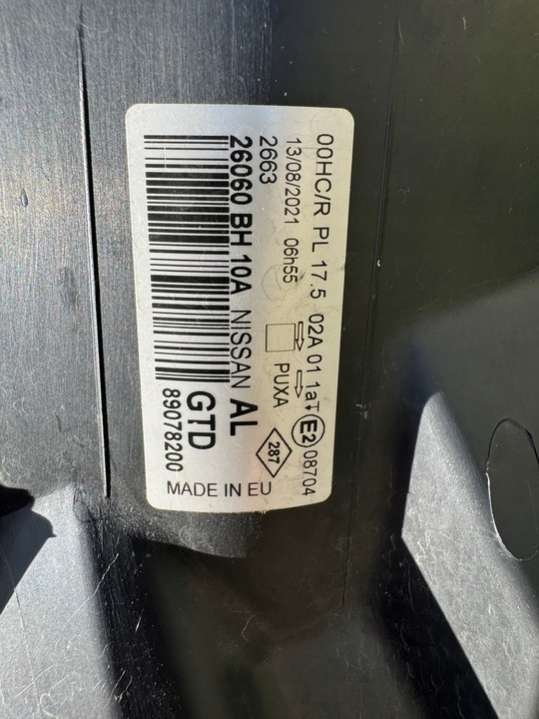 00HC/R PL 17.5 02A 01 1aT
13/08/2021 06h55
E2 08704
2663
PUXA
287
26060 BH 10A NISSAN AL
GTD
89078200
MADE IN EU